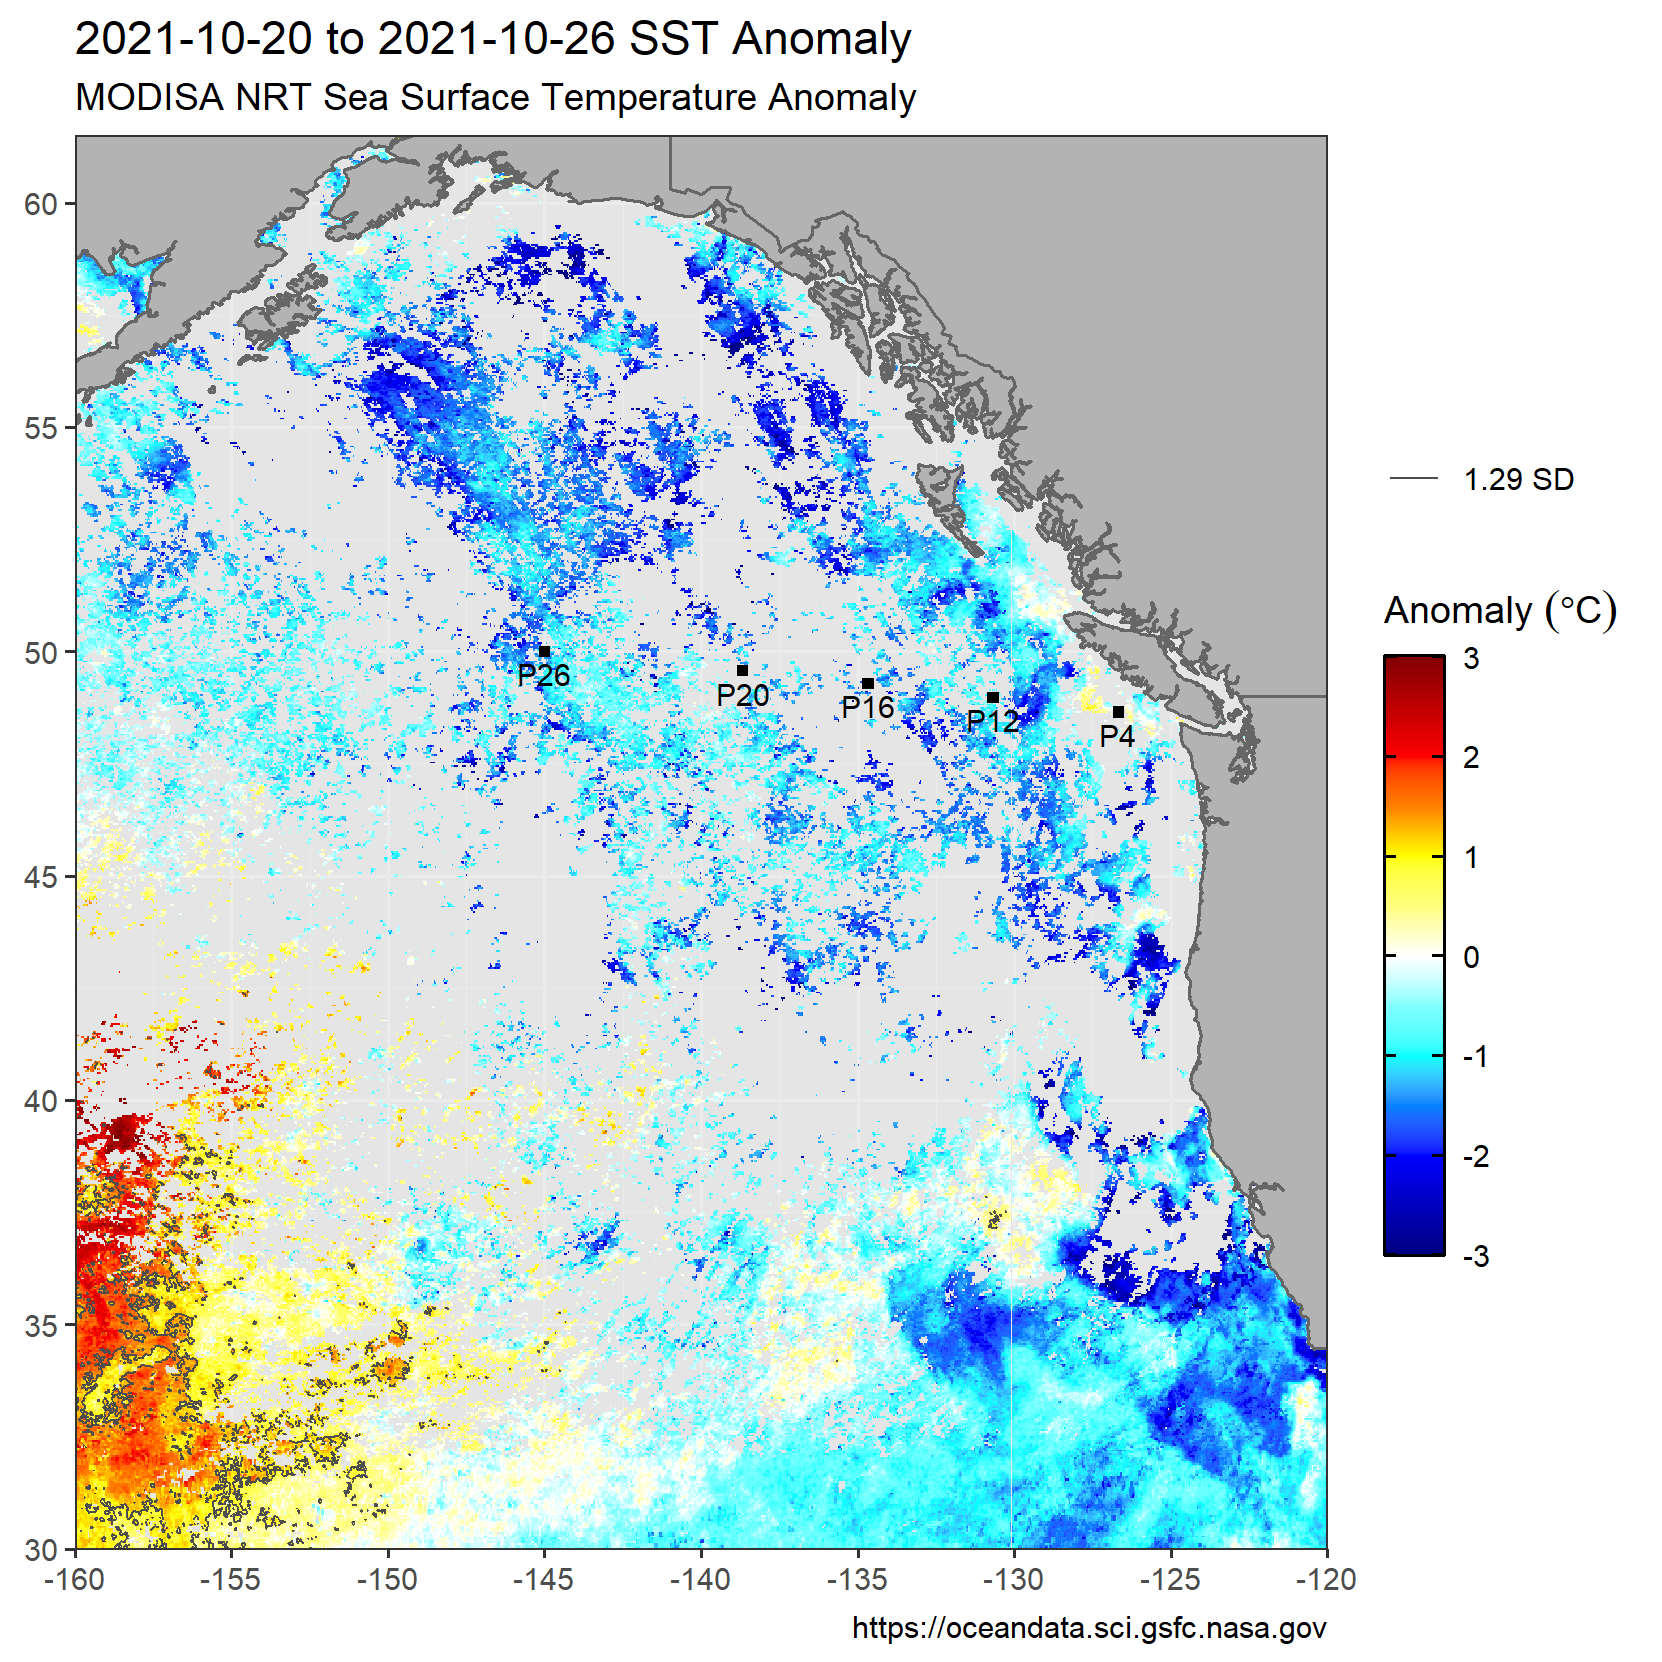 2021-10-20 to 2021-10-26 SST Anomaly
MODISA NRT Sea Surface Temperature Anomaly
60
55
50
45
40
35
30
-160
-155
-150
-145
-140
-135
-130
-125
-120
P26
P20
P16
P12
P4
1.29 SD
Anomaly (°C)
3
2
1
0
-1
-2
-3
https://oceandata.sci.gsfc.nasa.gov